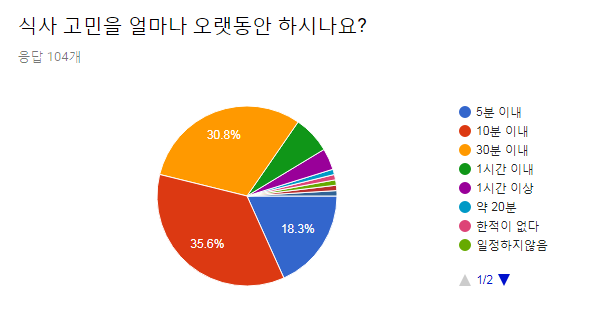 식사 고민을 얼마나 오랫동안 하시나요?
응답 104개
30.8%
18.3%
35.6%
5분 이내
10분 이내
30분 이내
1시간 이내
1시간 이상
약 20분
한적이 없다
일정하지않음
1/2